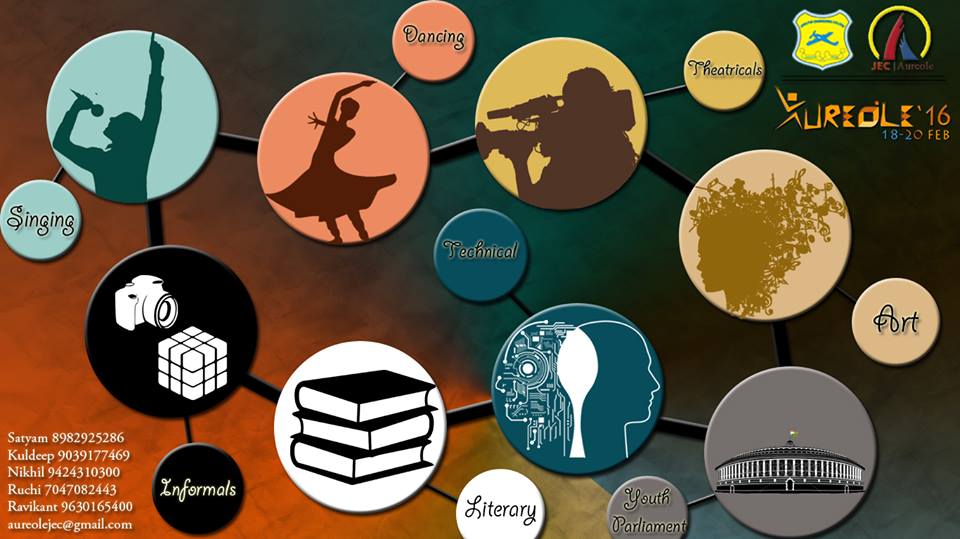 Dancing
Theatricals
JEC | Aureole
AUREOLE'16
18-20 FEB
Singing
Technical
Art
Satyam 8982925286
Kuldeep 9039177469
Nikhil 9424310300
Ruchi 7047082443
Ravikant 9630165400
aureolejec@gmail.com
Informals
Literary
Youth
Parliament